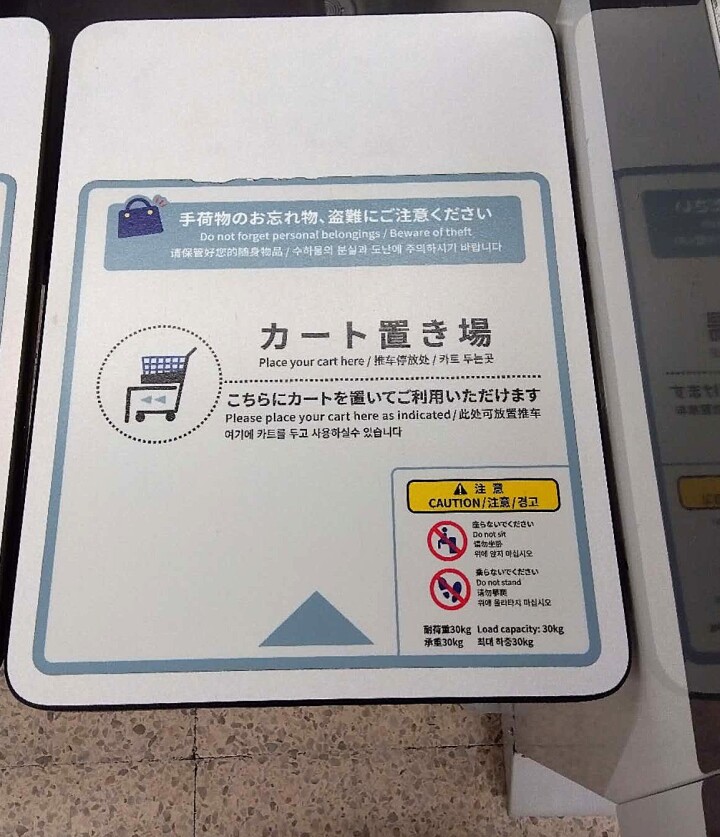 手荷物のお忘れ物、盗難にご注意ください
Do not forget personal belongings / Beware of theft
请保管好您的随身物品 / 수하물의 분실과 도난에 주의하시기 바랍니다
カート置き場
Place your cart here / 推车停放处 / 카트 두는곳
こちらにカートを置いてご利用いただけます
Please place your cart here as indicated / 此处可放置推车
여기에 카트를 두고 사용하실수 있습니다
注意
CAUTION / 注意 / 경고
座らないでください
Do not sit
请勿坐卧
위에 앉지 마십시오
乗らないでください
Do not stand
请勿攀爬
위에 올라타지 마십시오
耐荷重30kg Load capacity: 30kg
承重30kg 최대 하중30kg